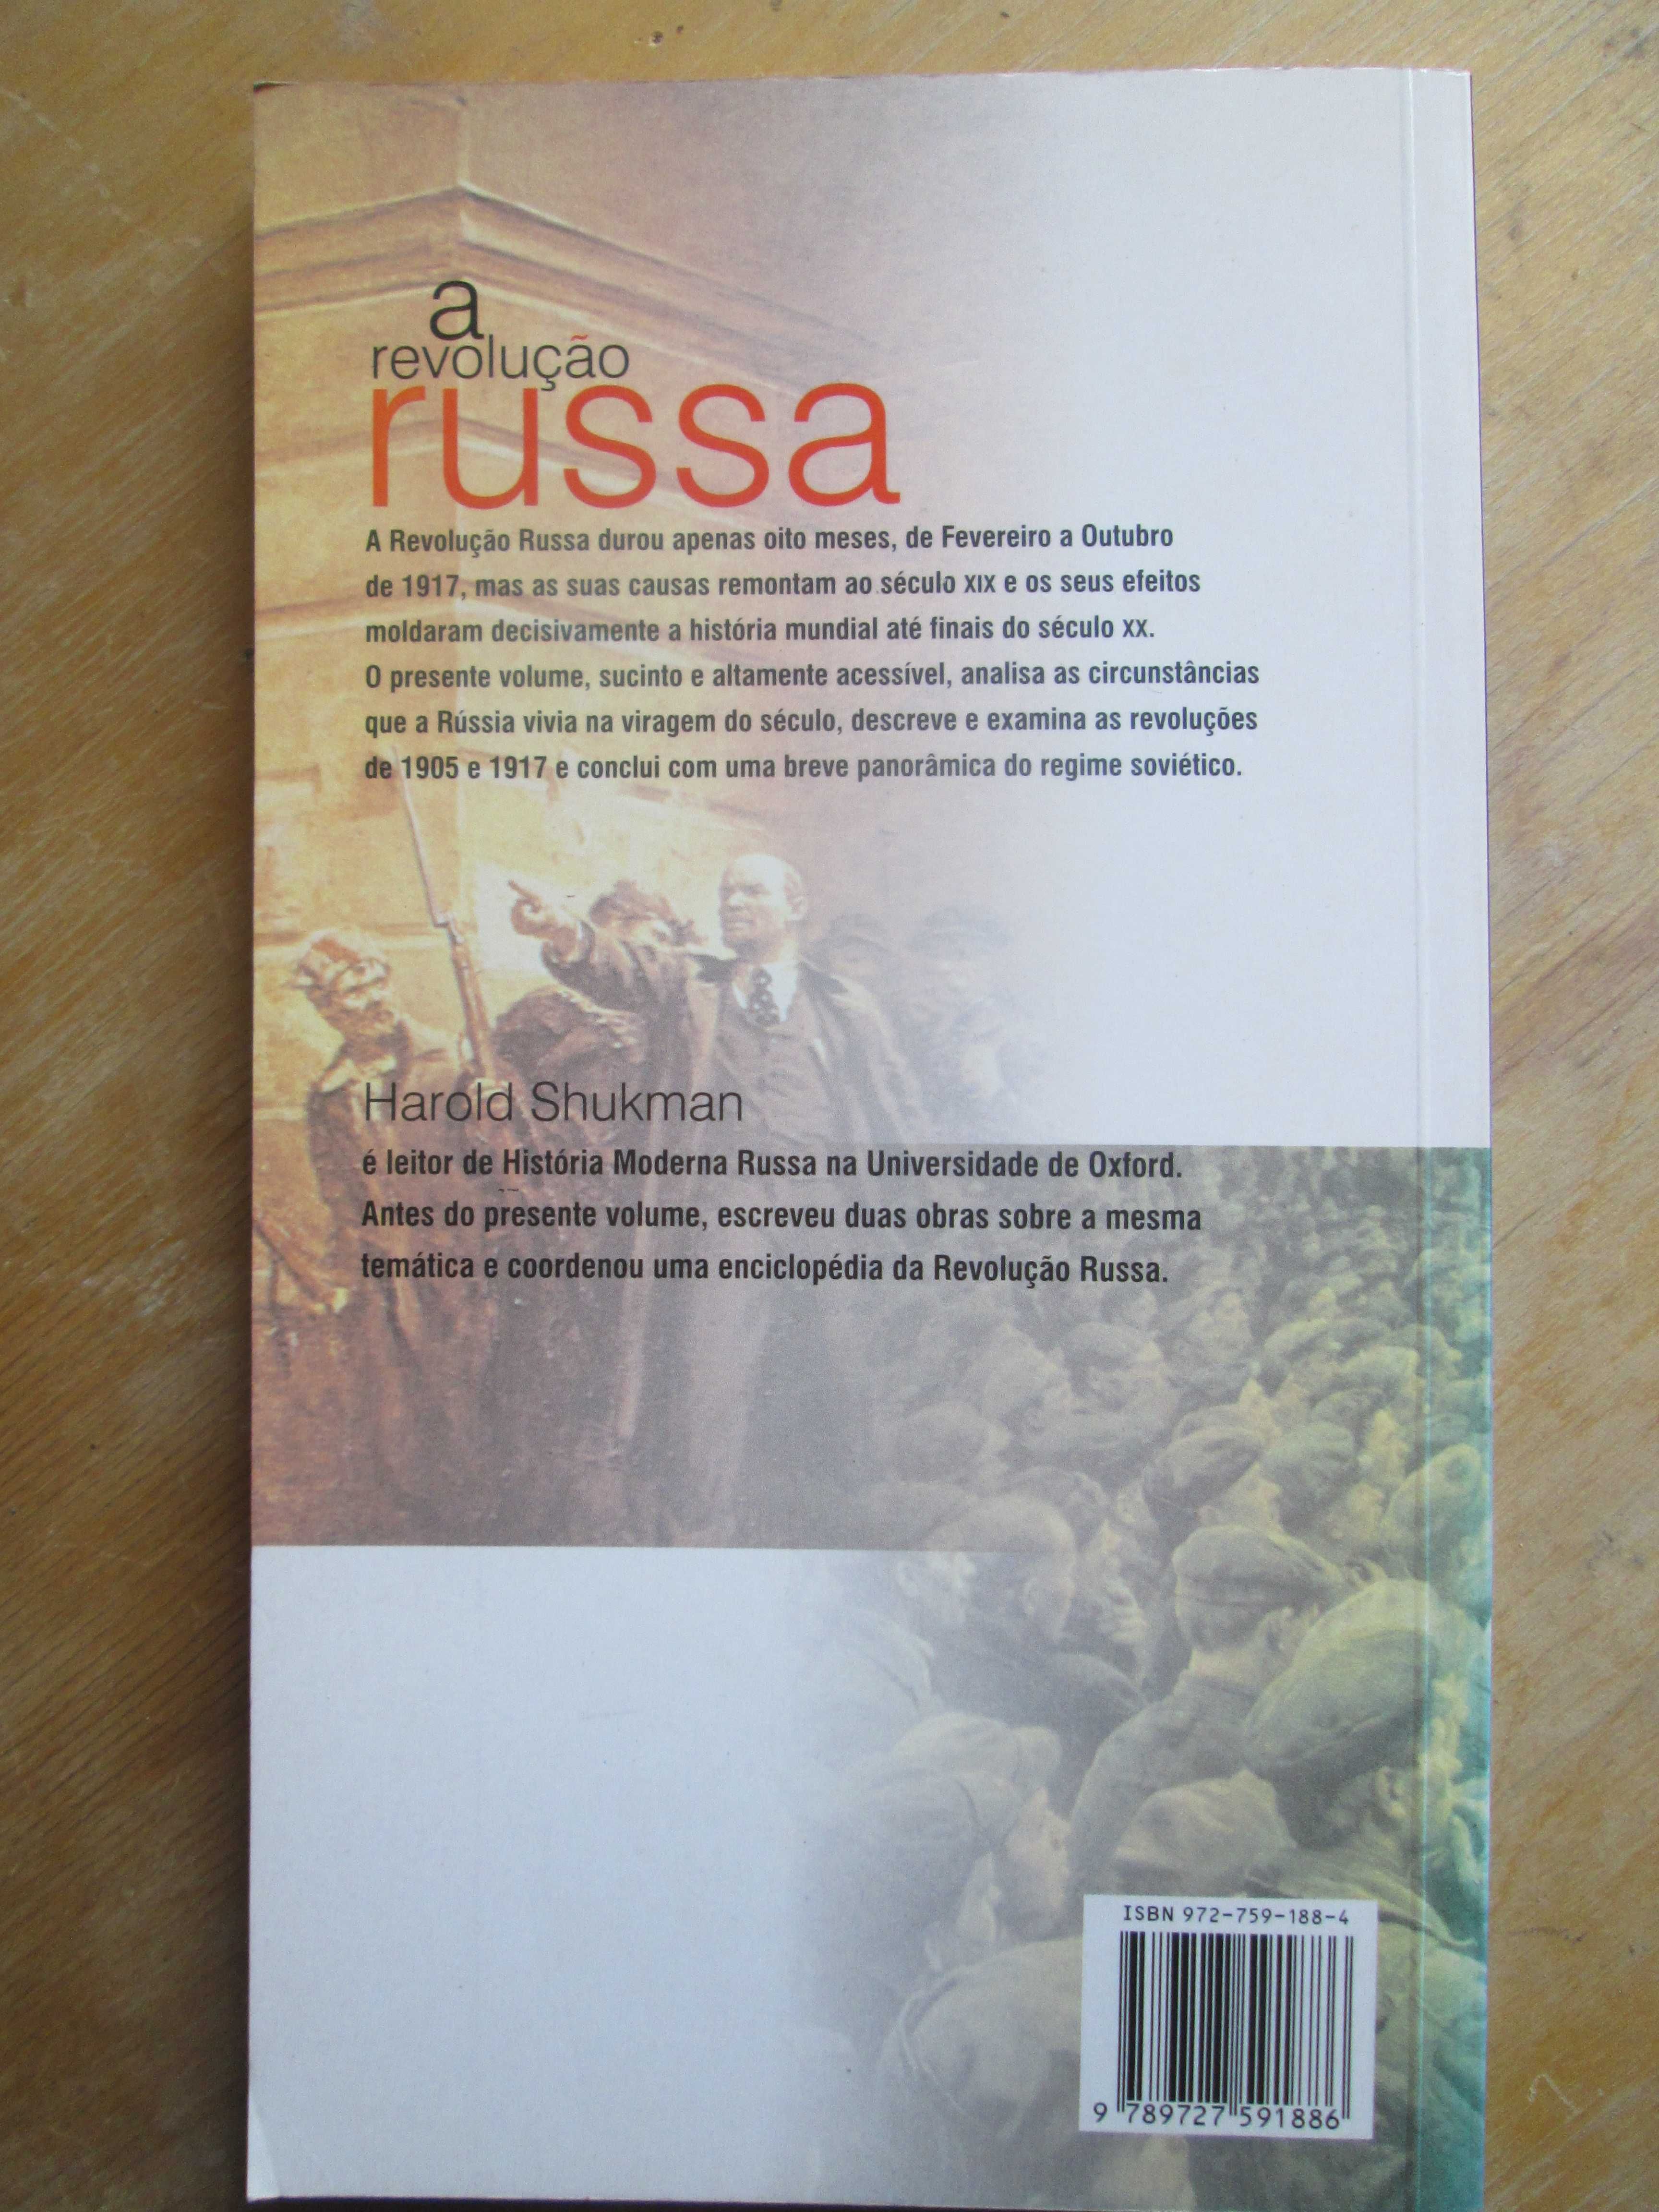 a
revolução
russa
A Revolução Russa durou apenas oito meses, de Fevereiro a Outubro
de 1917, mas as suas causas remontam ao século XIX e os seus efeitos
moldaram decisivamente a história mundial até finais do século XX.
O presente volume, sucinto e altamente acessível, analisa as circunstâncias
que a Rússia vivia na viragem do século, descreve e examina as revoluções
de 1905 e 1917 e conclui com uma breve panorâmica do regime soviético.
Harold Shukman
é leitor de História Moderna Russa na Universidade de Oxford.
Antes do presente volume, escreveu duas obras sobre a mesma
temática e coordenou uma enciclopédia da Revolução Russa.
ISBN 972-759-188-4
9 789727 591886